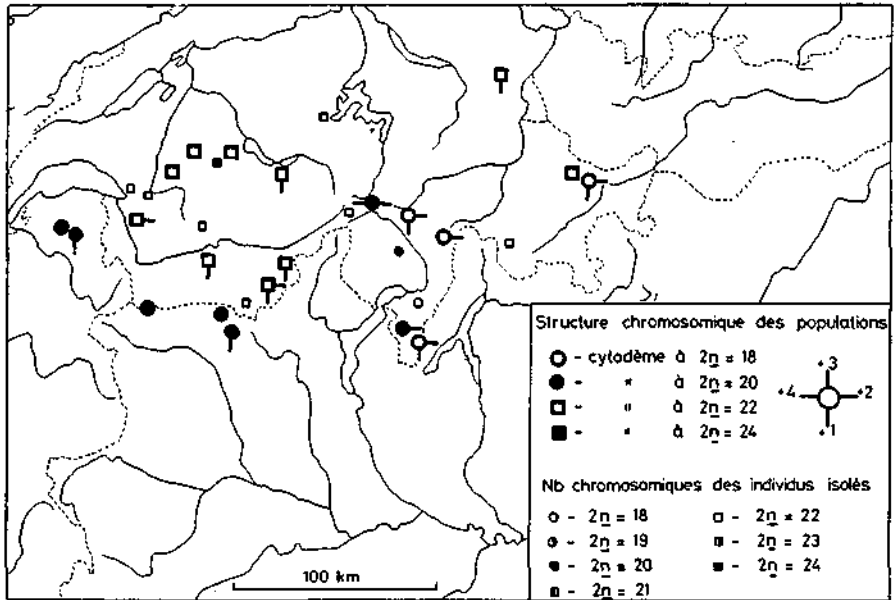 Structure chromosomique des populations
- cytodème à 2n = 18
- " à 2n = 20
- " à 2n = 22
- " à 2n = 24
+3
+4 +2
+1
Nb chromosomiques des individus isolés
- 2n = 18
- 2n = 19
- 2n = 20
- 2n = 21
- 2n = 22
- 2n = 23
- 2n = 24
100 km